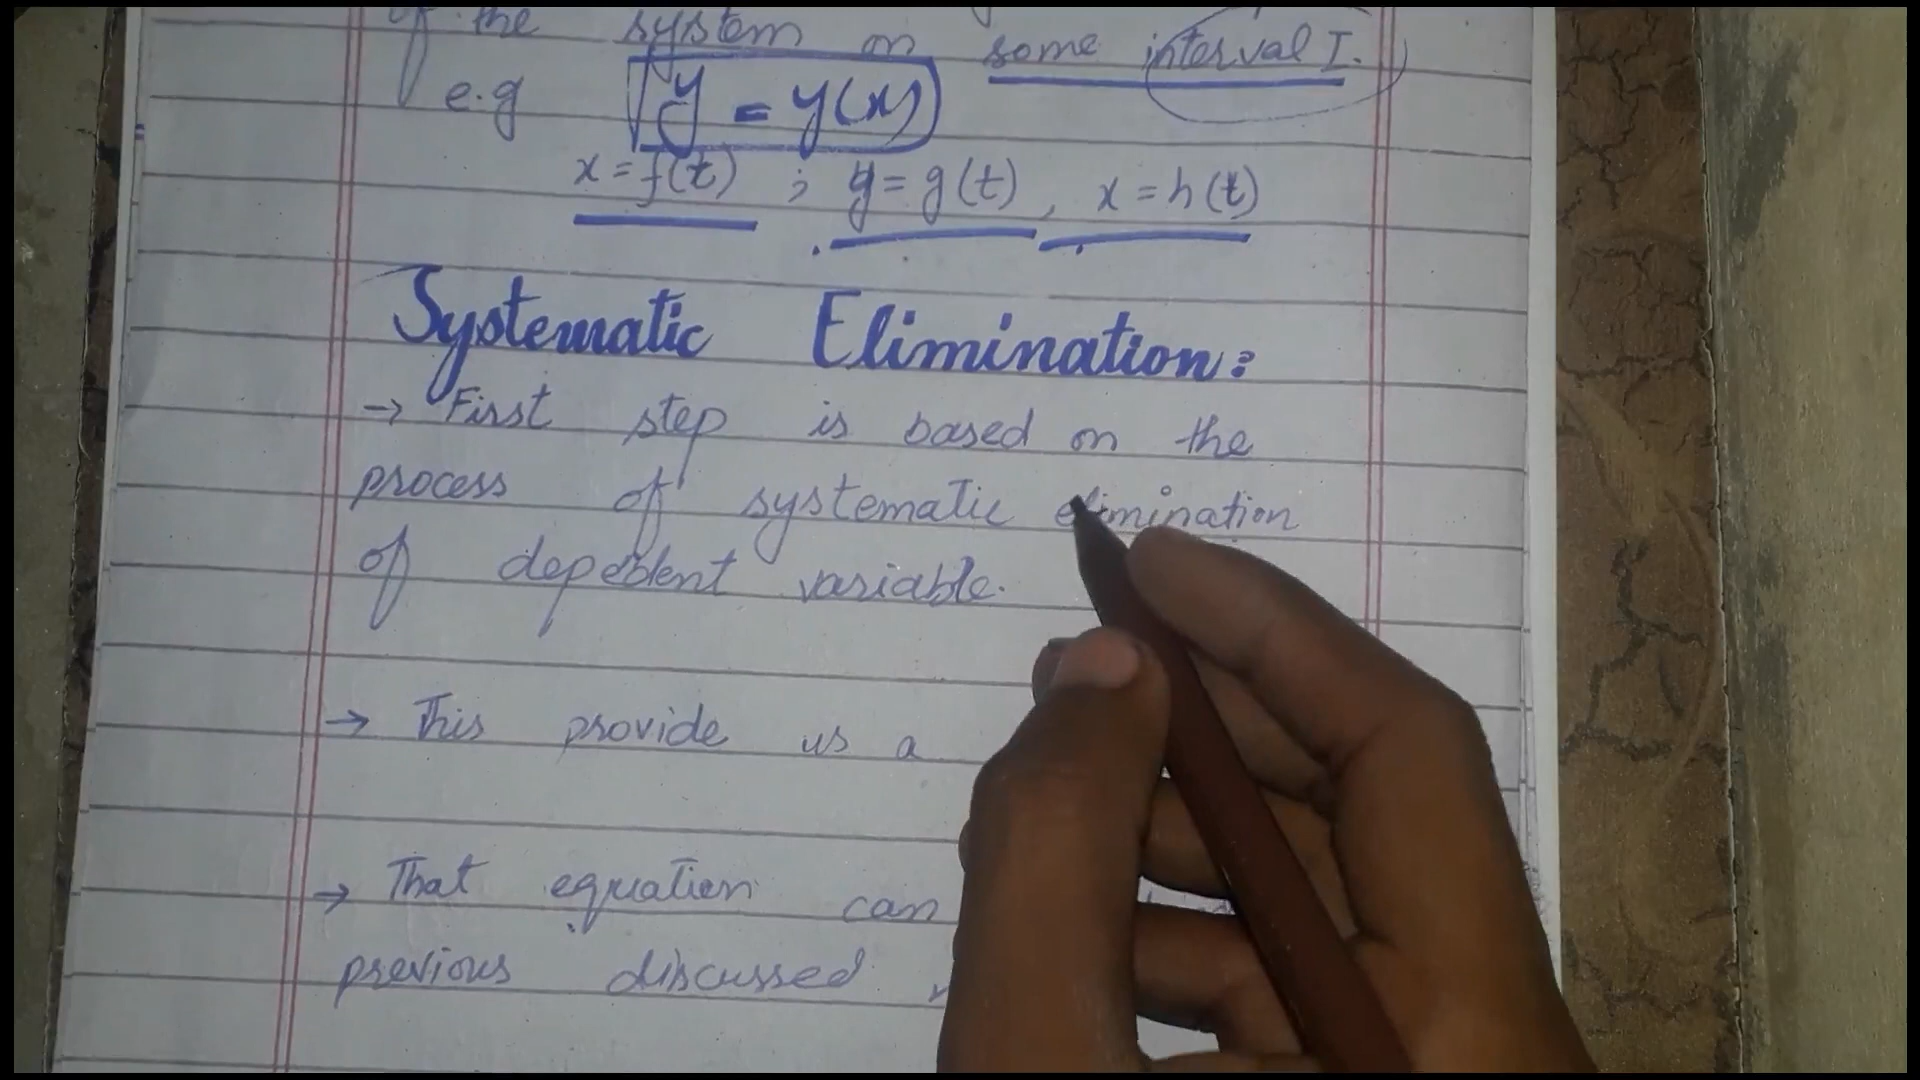 of the system on some interval I.
e.g y = y(x)
x = f(t) ; y = g(t) , x = h(t)
Systematic Elimination:
→ First step is based on the
process of systematic elimination
of depedent variable.
→ This provide us a
→ That equation can
previous discussed